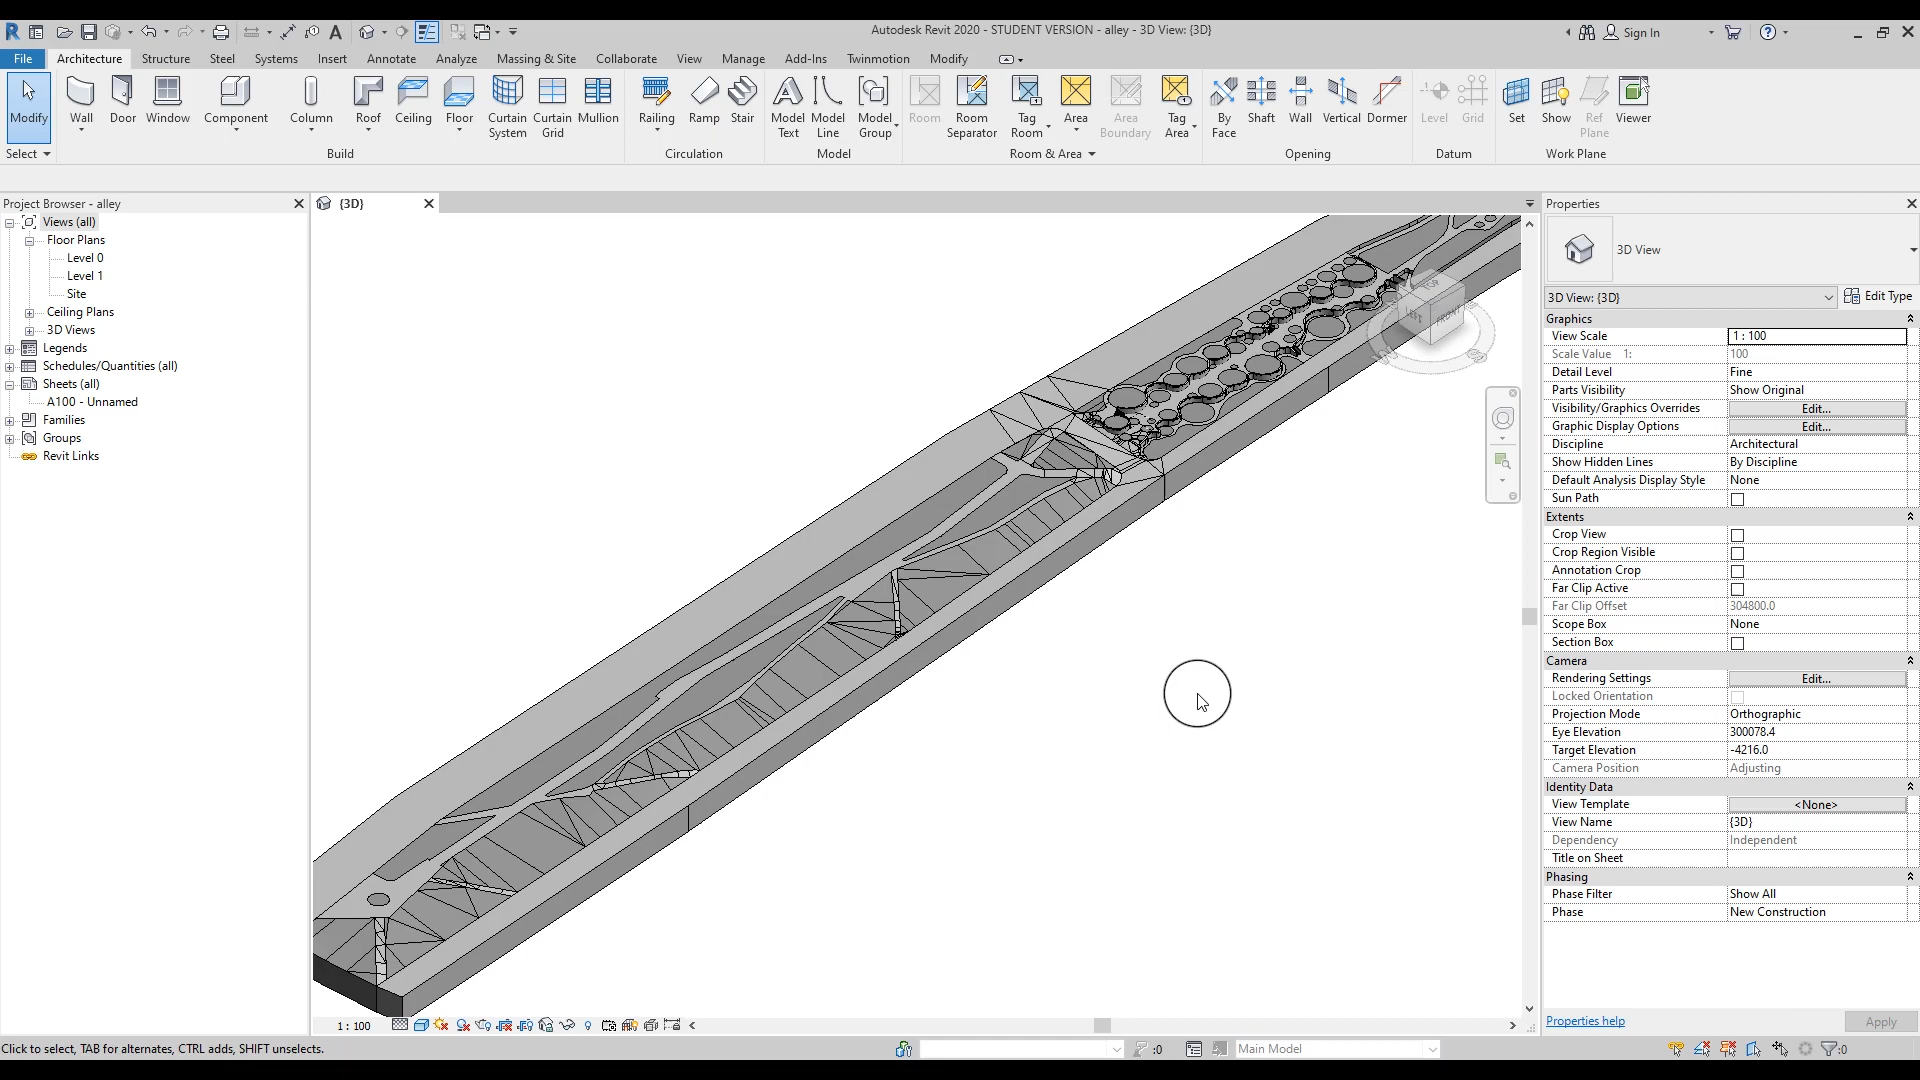 Autodesk Revit 2020 - STUDENT VERSION - alley - 3D View: {3D}
Sign In
File Architecture Structure Steel Systems Insert Annotate Analyze Massing & Site Collaborate View Manage Add-Ins Twinmotion Modify
Modify Wall Door Window Component Column Roof Ceiling Floor Curtain System Curtain Grid Mullion Railing Ramp Stair Model Text Model Line Model Group Room Room Separator Tag Room Area Area Boundary Tag Area By Face Shaft Wall Vertical Dormer Level Grid Set Show Ref Plane Viewer
Select Build Circulation Model Room & Area Opening Datum Work Plane
Project Browser - alley
Views (all)
Floor Plans
Level 0
Level 1
Site
Ceiling Plans
3D Views
Legends
Schedules/Quantities (all)
Sheets (all)
A100 - Unnamed
Families
Groups
Revit Links
{3D}
TOP
LEFT
FRONT
Properties
3D View
3D View: {3D} Edit Type
Graphics
View Scale 1 : 100
Scale Value 1: 100
Detail Level Fine
Parts Visibility Show Original
Visibility/Graphics Overrides Edit...
Graphic Display Options Edit...
Discipline Architectural
Show Hidden Lines By Discipline
Default Analysis Display Style None
Sun Path
Extents
Crop View
Crop Region Visible
Annotation Crop
Far Clip Active
Far Clip Offset 304800.0
Scope Box None
Section Box
Camera
Rendering Settings Edit...
Locked Orientation
Projection Mode Orthographic
Eye Elevation 300078.4
Target Elevation -4216.0
Camera Position Adjusting
Identity Data
View Template <None>
View Name {3D}
Dependency Independent
Title on Sheet
Phasing
Phase Filter Show All
Phase New Construction
Properties help Apply
1 : 100
Click to select, TAB for alternates, CTRL adds, SHIFT unselects.
:0
Main Model
:0